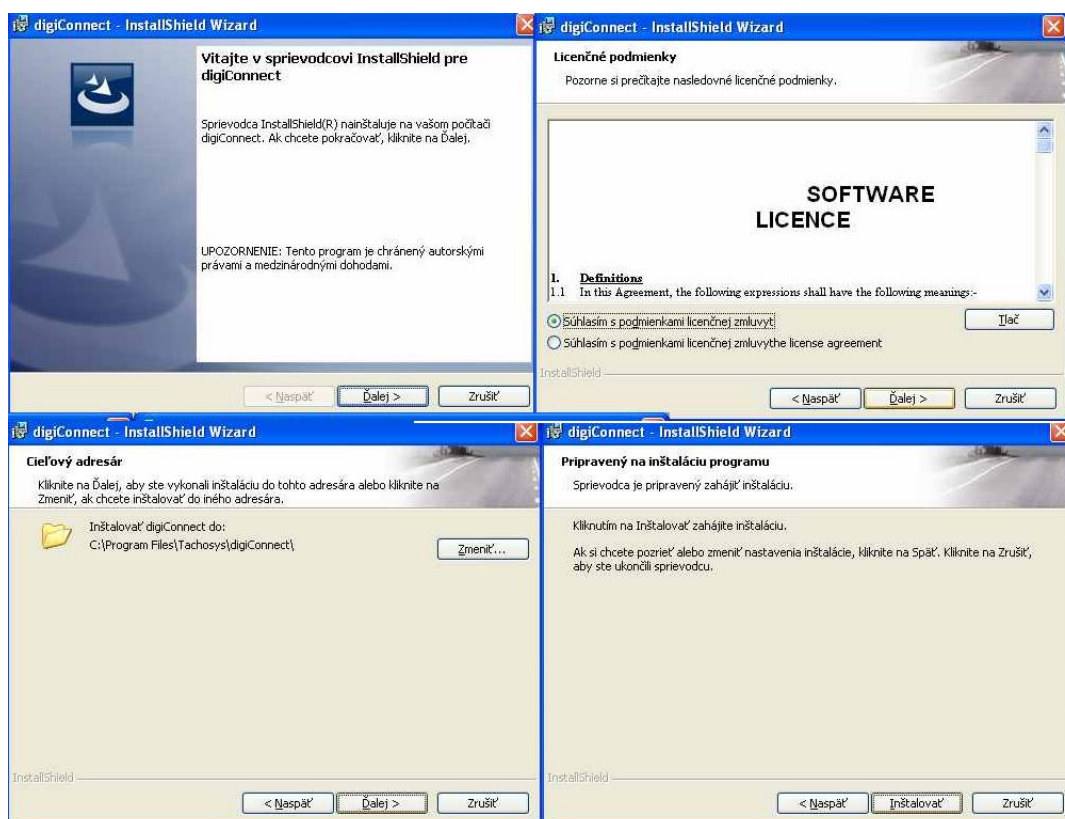 digiConnect - InstallShield Wizard
Vitajte v sprievodcovi InstallShield pre
digiConnect
Sprievodca InstallShield(R) nainštaluje na vašom počítači
digiConnect. Ak chcete pokračovať, kliknite na Ďalej.
UPOZORNENIE: Tento program je chránený autorskými
právami a medzinárodnými dohodami.
< Naspäť
Ďalej >
Zrušiť
digiConnect - InstallShield Wizard
Licenčné podmienky
Pozorne si prečítajte nasledovné licenčné podmienky.
SOFTWARE
LICENCE
1. Definitions
1.1 In this Agreement, the following expressions shall have the following meanings:-
Súhlasím s podmienkami licenčnej zmluvyt
Tlač
Súhlasím s podmienkami licenčnej zmluvythe license agreement
InstallShield
< Naspäť
Ďalej >
Zrušiť
digiConnect - InstallShield Wizard
Cieľový adresár
Kliknite na Ďalej, aby ste vykonali inštaláciu do tohto adresára alebo kliknite na
Zmeniť, ak chcete inštalovať do iného adresára.
Inštalovať digiConnect do:
C:\Program Files\Tachosys\digiConnect\
Zmeniť...
InstallShield
< Naspäť
Ďalej >
Zrušiť
digiConnect - InstallShield Wizard
Pripravený na inštaláciu programu
Sprievodca je pripravený zahájiť inštaláciu.
Kliknutím na Inštalovať zahájite inštaláciu.
Ak si chcete pozrieť alebo zmeniť nastavenia inštalácie, kliknite na Späť. Kliknite na Zrušiť,
aby ste ukončili sprievodcu.
InstallShield
< Naspäť
Inštalovať
Zrušiť